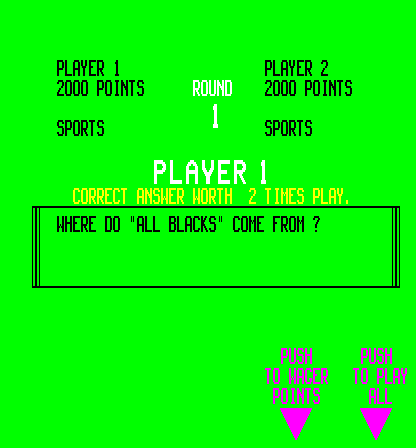 PLAYER 1
2000 POINTS
SPORTS
ROUND
1
PLAYER 2
2000 POINTS
SPORTS
PLAYER 1
CORRECT ANSWER WORTH 2 TIMES PLAY.
WHERE DO "ALL BLACKS" COME FROM ?
PUSH
TO WAGER
POINTS
PUSH
TO PLAY
ALL